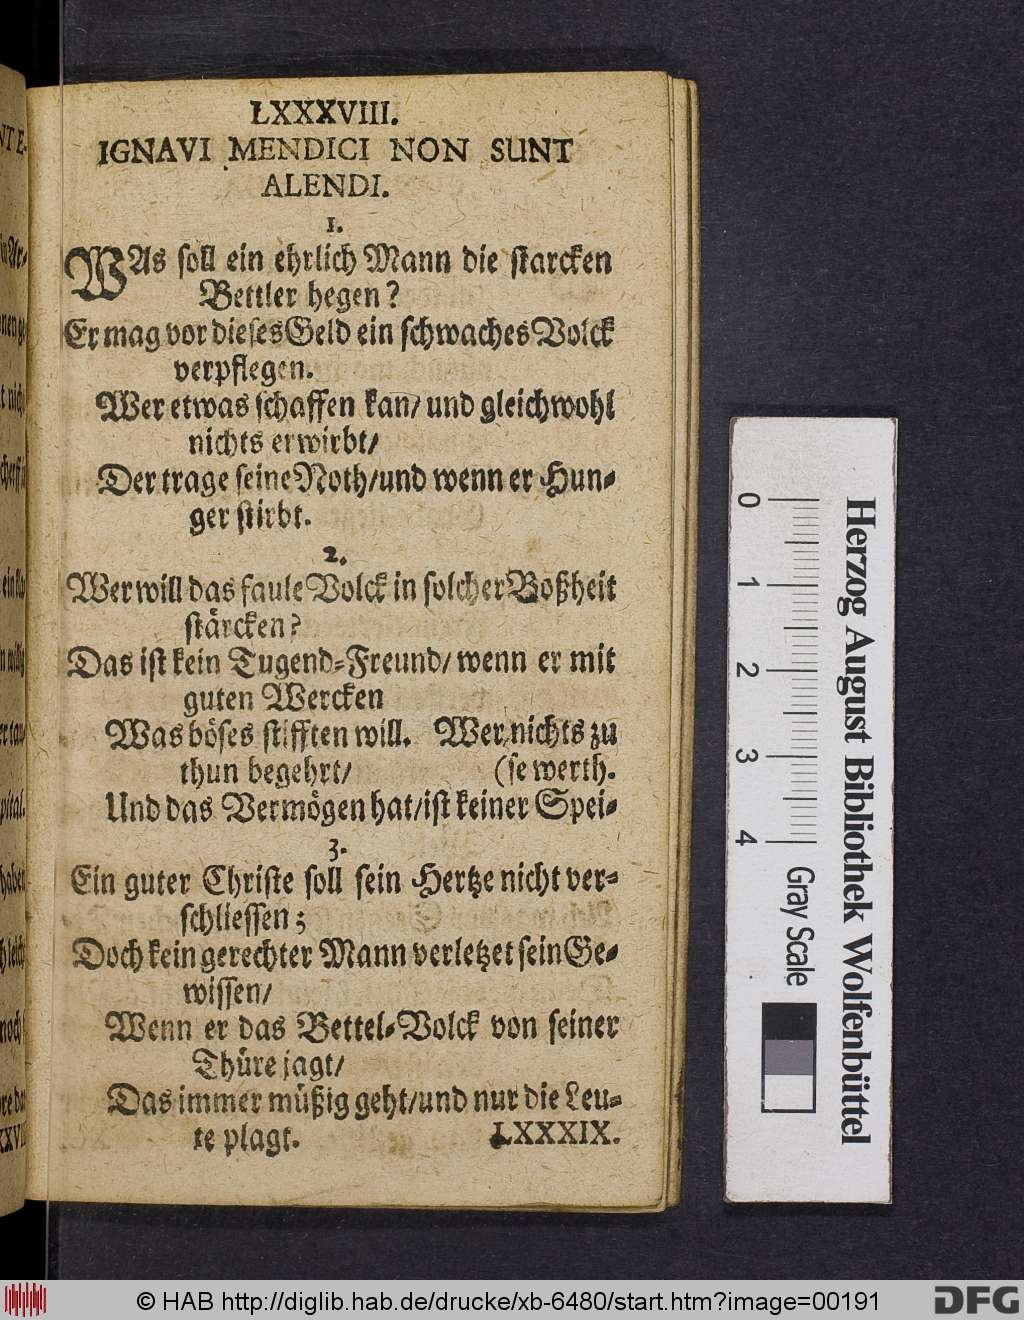 LXXXVIII.
IGNAVI MENDICI NON SUNT
ALENDI.
1.
WAs soll ein ehrlich Mann die starcken
Bettler hegen?
Er mag vor dieses Geld ein schwaches Volck
verpflegen.
Wer etwas schaffen kan/ und gleichwohl
nichts erwirbt/
Der trage seine Noth/und wenn er Hun-
ger stirbt.
2.
Wer will das faule Volck in solcher Boßheit
stärcken?
Das ist kein Tugend-Freund/ wenn er mit
guten Wercken
Was böses stifften will. Wer nichts zu
thun begehrt/ (se werth.
Und das Vermögen hat/ist keiner Spei-
3.
Ein guter Christe soll sein Hertze nicht ver-
schliessen;
Doch kein gerechter Mann verletzet sein Ge-
wissen/
Wenn er das Bettel-Volck von seiner
Thüre jagt/
Das immer müßig geht/und nur die Leu-
te plagt.
LXXXIX.
0 1 2 3 4
Gray Scale
Herzog August Bibliothek Wolfenbüttel
© HAB http://diglib.hab.de/drucke/xb-6480/start.htm?image=00191
DFG